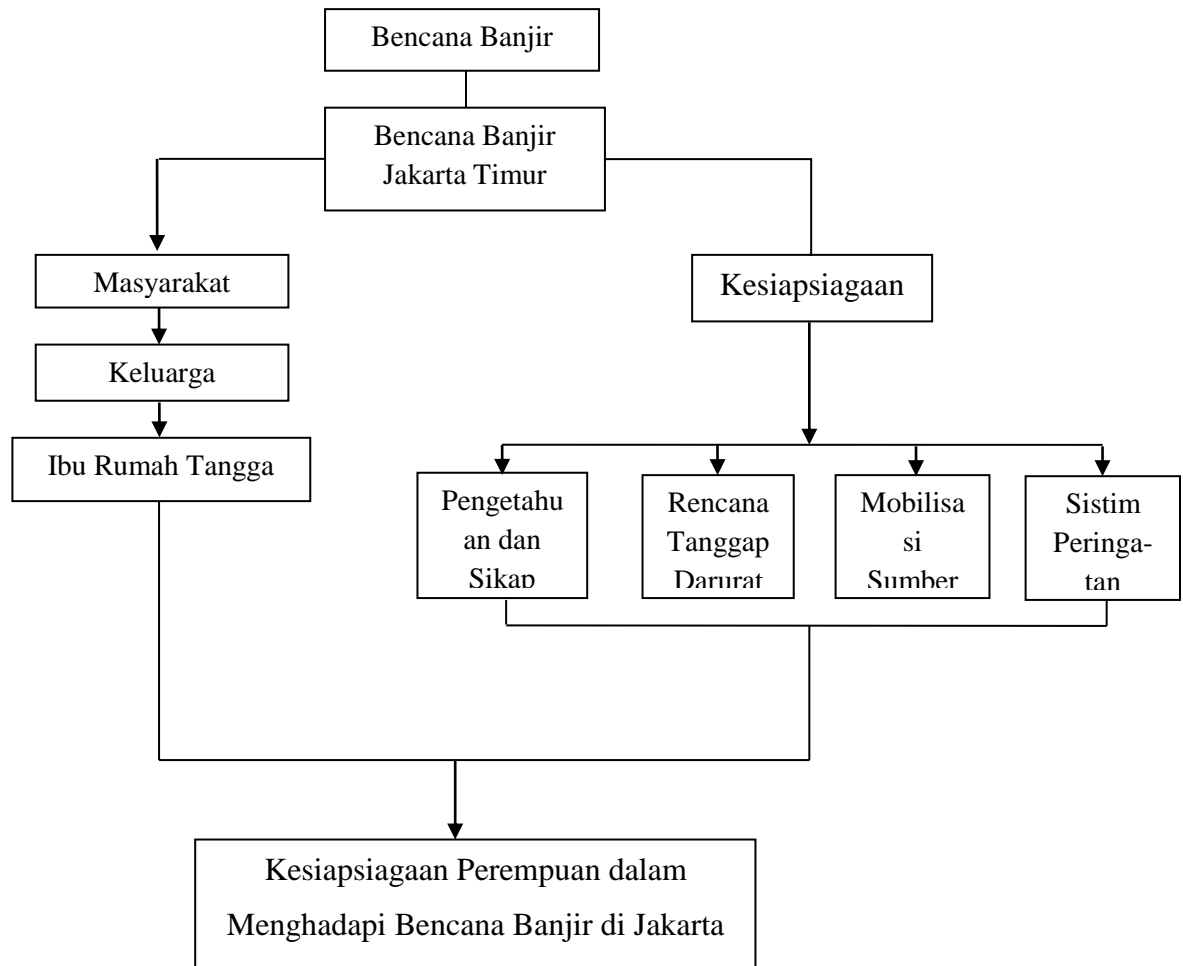 Bencana Banjir
Bencana Banjir
Jakarta Timur
Masyarakat
Kesiapsiagaan
Keluarga
Ibu Rumah Tangga
Pengetahu
an dan
Sikap
Rencana
Tanggap
Darurat
Mobilisa
si
Sumber
Sistim
Peringa-
tan
Kesiapsiagaan Perempuan dalam
Menghadapi Bencana Banjir di Jakarta